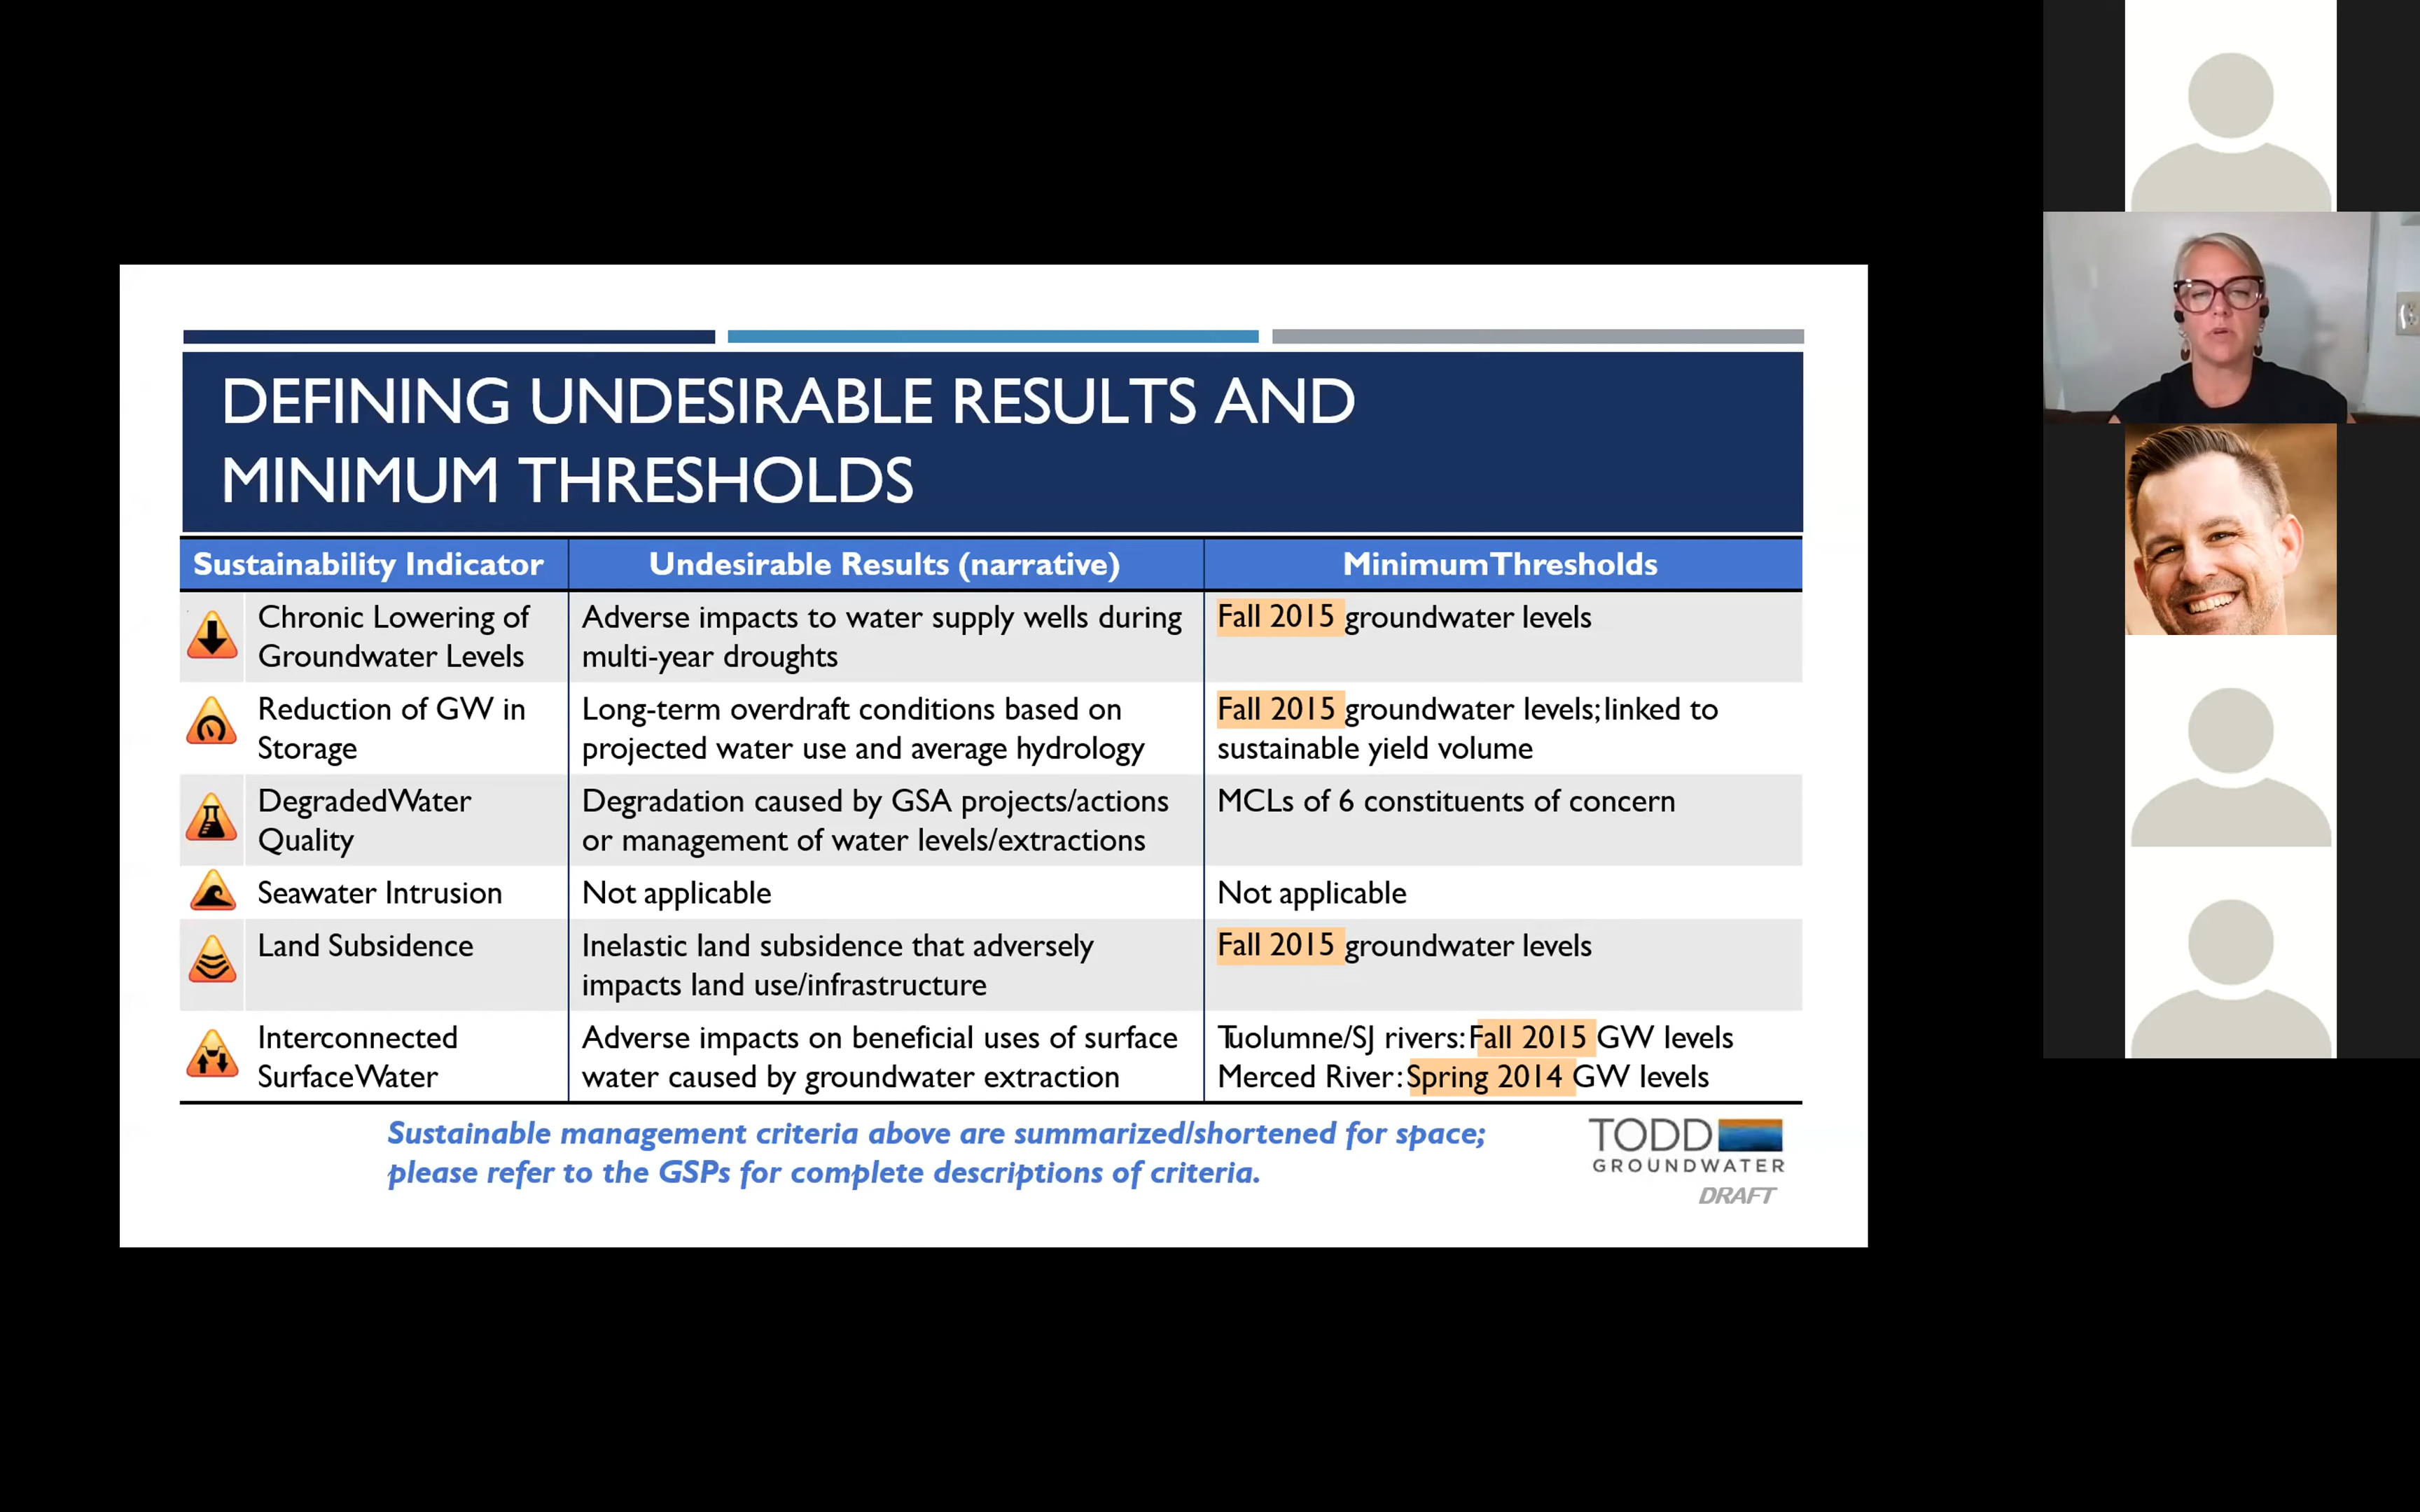 DEFINING UNDESIRABLE RESULTS AND
MINIMUM THRESHOLDS
Sustainability Indicator
Undesirable Results (narrative)
Minimum Thresholds
Chronic Lowering of
Groundwater Levels
Adverse impacts to water supply wells during
multi-year droughts
Fall 2015 groundwater levels
Reduction of GW in
Storage
Long-term overdraft conditions based on
projected water use and average hydrology
Fall 2015 groundwater levels; linked to
sustainable yield volume
Degraded Water
Quality
Degradation caused by GSA projects/actions
or management of water levels/extractions
MCLs of 6 constituents of concern
Seawater Intrusion
Not applicable
Not applicable
Land Subsidence
Inelastic land subsidence that adversely
impacts land use/infrastructure
Fall 2015 groundwater levels
Interconnected
Surface Water
Adverse impacts on beneficial uses of surface
water caused by groundwater extraction
Tuolumne/SJ rivers: Fall 2015 GW levels
Merced River: Spring 2014 GW levels
Sustainable management criteria above are summarized/shortened for space;
please refer to the GSPs for complete descriptions of criteria.
TODD
GROUNDWATER
DRAFT